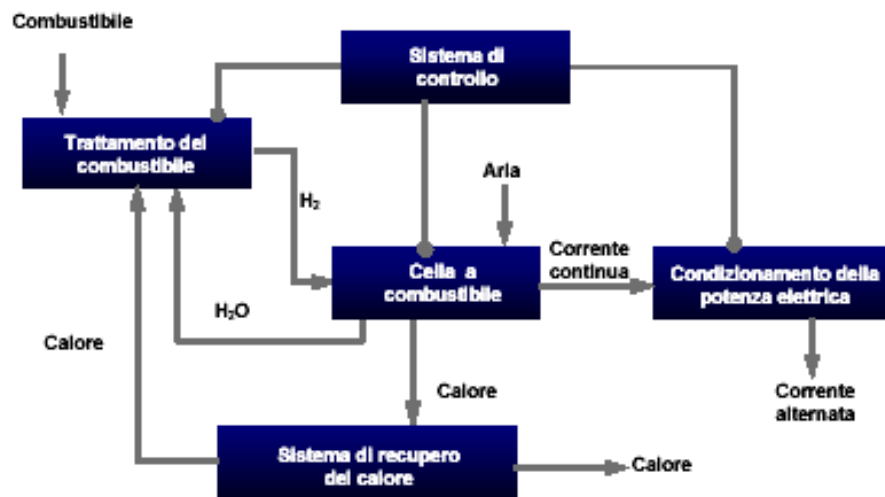 Combustibile
Sistema di
controllo
Trattamento del
combustibile
Aria
H₂
Corrente
continua
Cella a
combustibile
Condizionamento della
potenza elettrica
H₂O
Calore
Calore
Corrente
alternata
Sistema di recupero
del calore
Calore